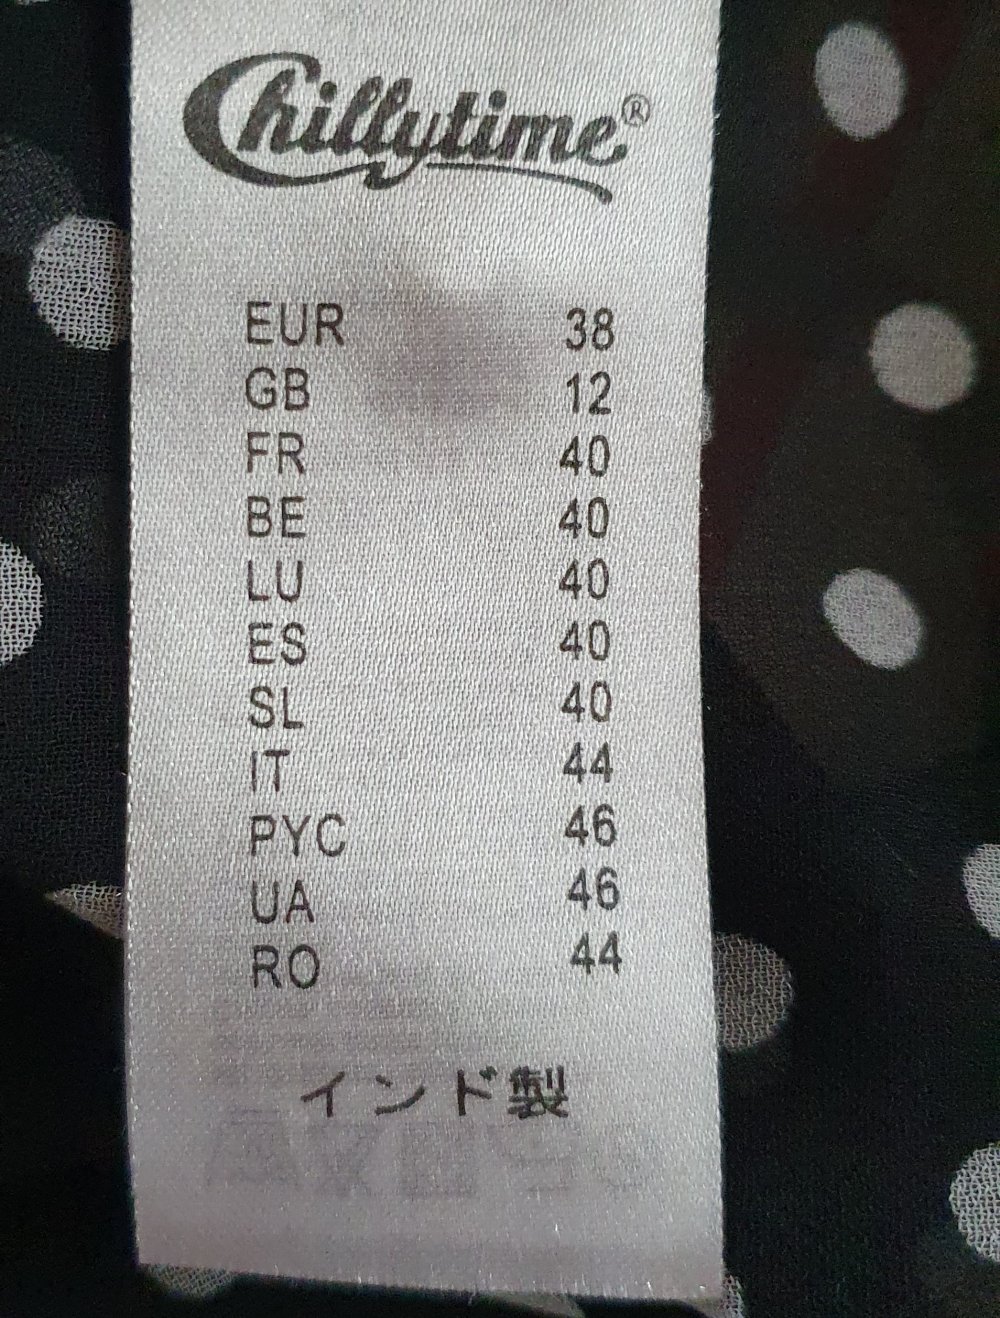 Chillytime®
EUR 38
GB 12
FR 40
BE 40
LU 40
ES 40
SL 40
IT 44
РУС 46
UA 46
RO 44
インド製